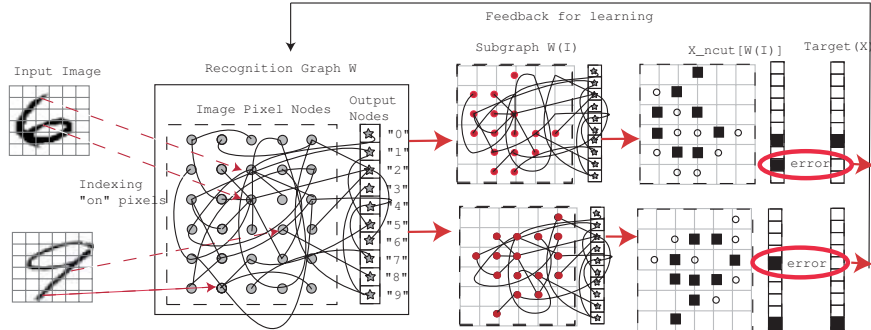 Feedback for learning
Subgraph W(I)
X_ncut[W(I)]
Target(X)
Input Image
Recognition Graph W
Image Pixel Nodes
Output
Nodes
"0"
"1"
"2"
"3"
"4"
"5"
"6"
"7"
"8"
"9"
Indexing
"on" pixels
error
error